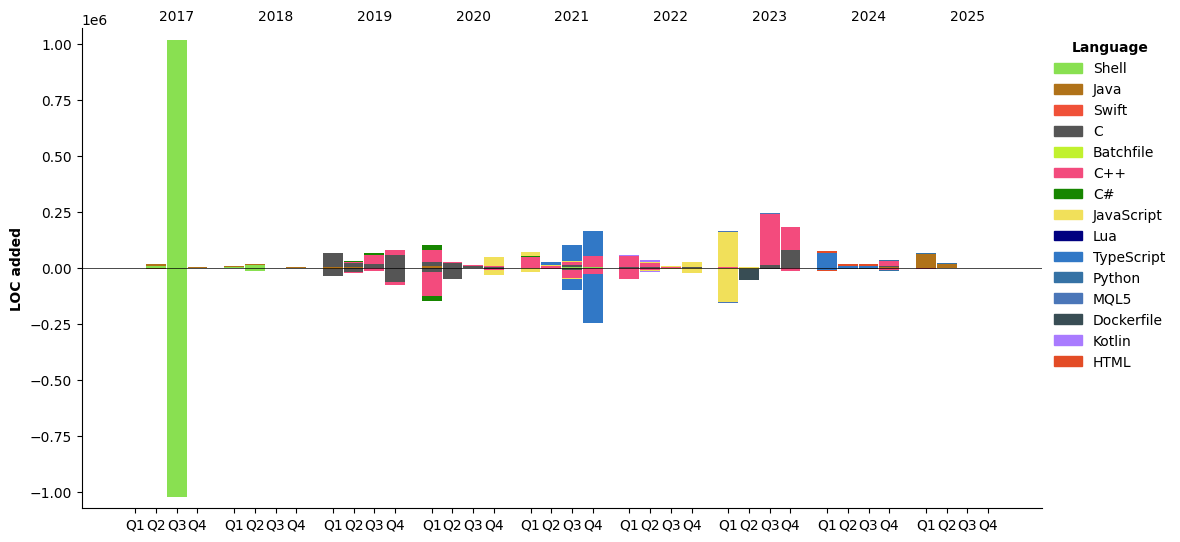 2017 2018 2019 2020 2021 2022 2023 2024 2025
1e6
1.00
0.75
0.50
0.25
0.00
−0.25
−0.50
−0.75
−1.00
LOC added
Q1 Q2 Q3 Q4 Q1 Q2 Q3 Q4 Q1 Q2 Q3 Q4 Q1 Q2 Q3 Q4 Q1 Q2 Q3 Q4 Q1 Q2 Q3 Q4 Q1 Q2 Q3 Q4 Q1 Q2 Q3 Q4 Q1 Q2 Q3 Q4
Language
Shell
Java
Swift
C
Batchfile
C++
C#
JavaScript
Lua
TypeScript
Python
MQL5
Dockerfile
Kotlin
HTML